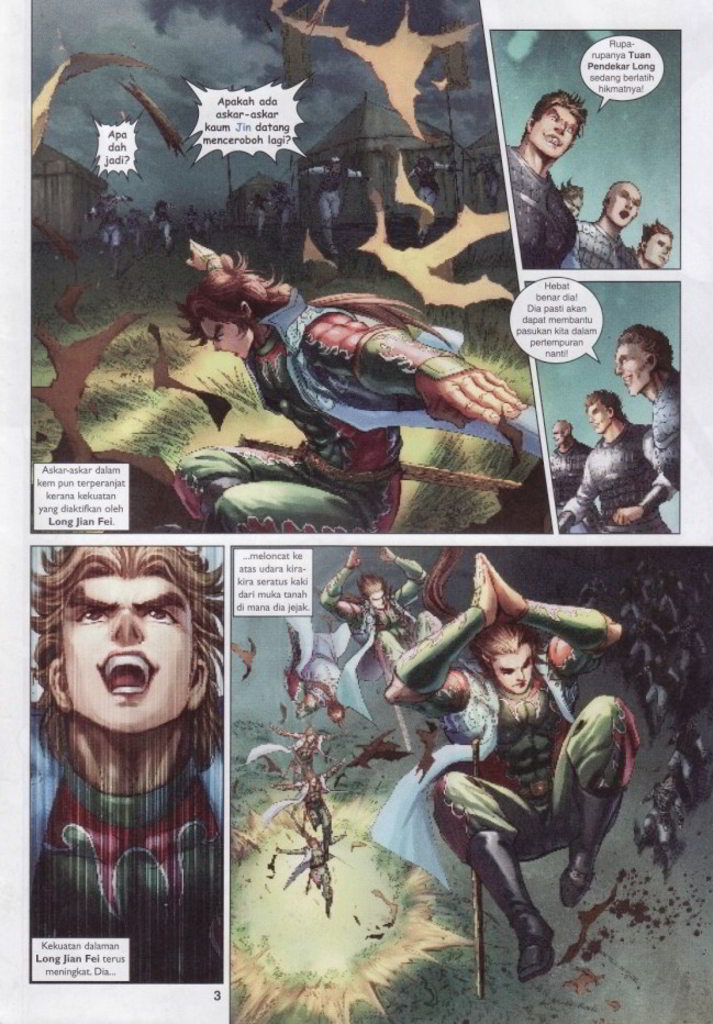 Apa
dah
jadi?
Apakah ada
askar-askar
kaum Jin datang
menceroboh lagi?
Askar-askar dalam
kem pun terperanjat
kerana kekuatan
yang diaktifkan oleh
Long Jian Fei.
Rupa-
rupanya Tuan
Pendekar Long
sedang berlatih
hikmatnya!
Hebat
benar dia!
Dia pasti akan
dapat membantu
pasukan kita dalam
pertempuran
nanti!
Kekuatan dalaman
Long Jian Fei terus
meningkat. Dia...
...meloncat ke
atas udara kira-
kira seratus kaki
dari muka tanah
di mana dia jejak.
3